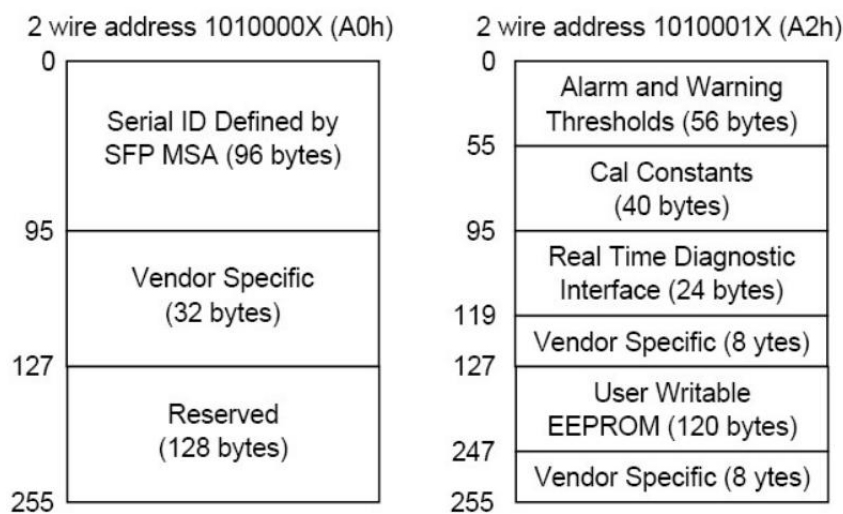 2 wire address 1010000X (A0h)
0
Serial ID Defined by
SFP MSA (96 bytes)
95
Vendor Specific
(32 bytes)
127
Reserved
(128 bytes)
255
2 wire address 1010001X (A2h)
0
Alarm and Warning
Thresholds (56 bytes)
55
Cal Constants
(40 bytes)
95
Real Time Diagnostic
Interface (24 bytes)
119
Vendor Specific (8 ytes)
127
User Writable
EEPROM (120 bytes)
247
Vendor Specific (8 ytes)
255